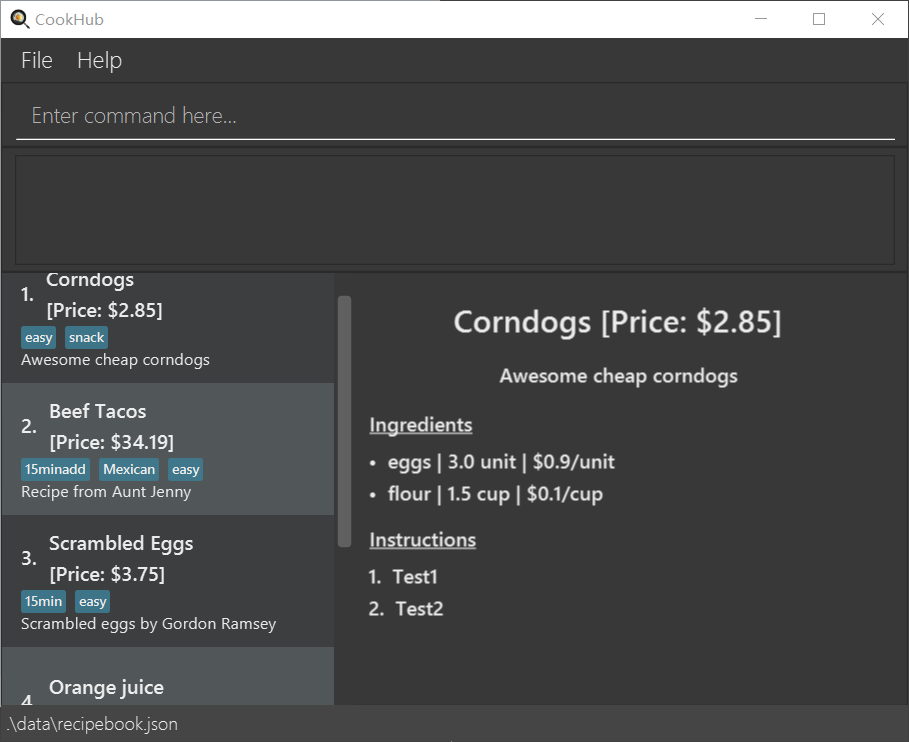 CookHub
File Help
Enter command here...
1. Corndogs
[Price: $2.85]
easy snack
Awesome cheap corndogs
2. Beef Tacos
[Price: $34.19]
15minadd Mexican easy
Recipe from Aunt Jenny
3. Scrambled Eggs
[Price: $3.75]
15min easy
Scrambled eggs by Gordon Ramsey
4. Orange juice
Corndogs [Price: $2.85]
Awesome cheap corndogs
Ingredients
• eggs | 3.0 unit | $0.9/unit
• flour | 1.5 cup | $0.1/cup
Instructions
1. Test1
2. Test2
.\data\recipebook.json